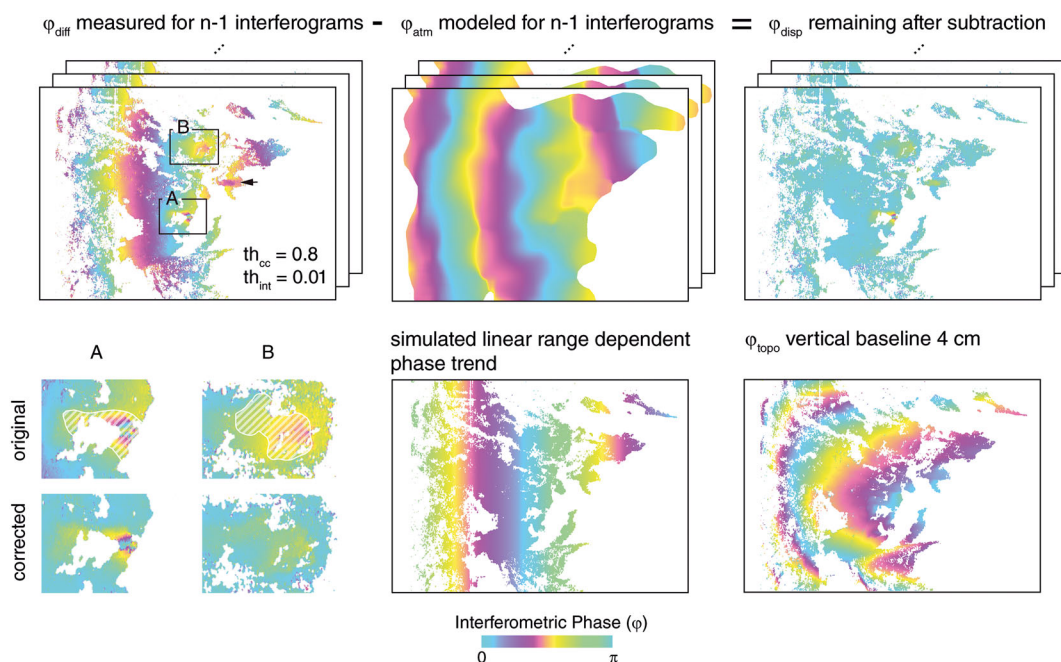 φdiff measured for n-1 interferograms - φatm modeled for n-1 interferograms = φdisp remaining after subtraction
...
...
...
B
A
thcc = 0.8
thint = 0.01
A
B
original
corrected
simulated linear range dependent
phase trend
φtopo vertical baseline 4 cm
Interferometric Phase (φ)
0
π